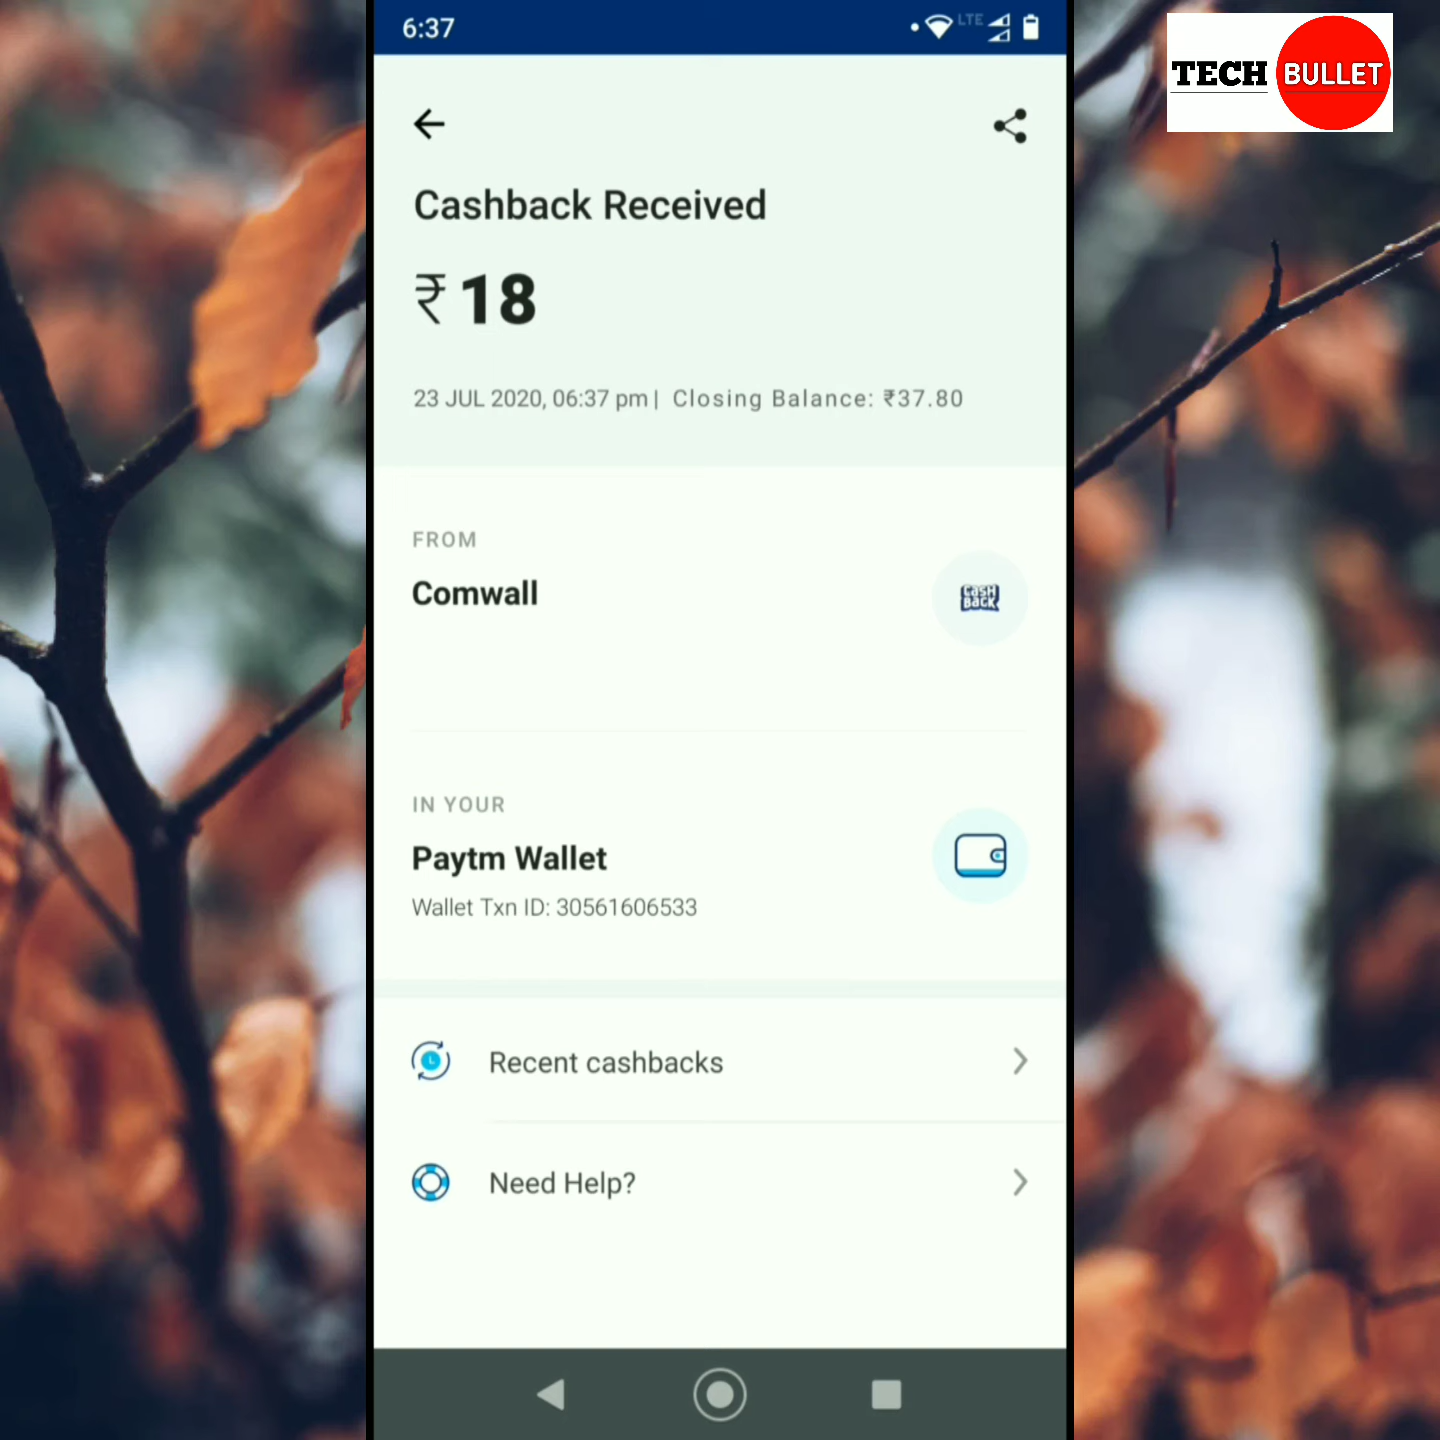 6:37
LTE
TECH BULLET
Cashback Received
₹18
23 JUL 2020, 06:37 pm | Closing Balance: ₹37.80
FROM
Comwall
CASH
BACK
IN YOUR
Paytm Wallet
Wallet Txn ID: 30561606533
Recent cashbacks
Need Help?